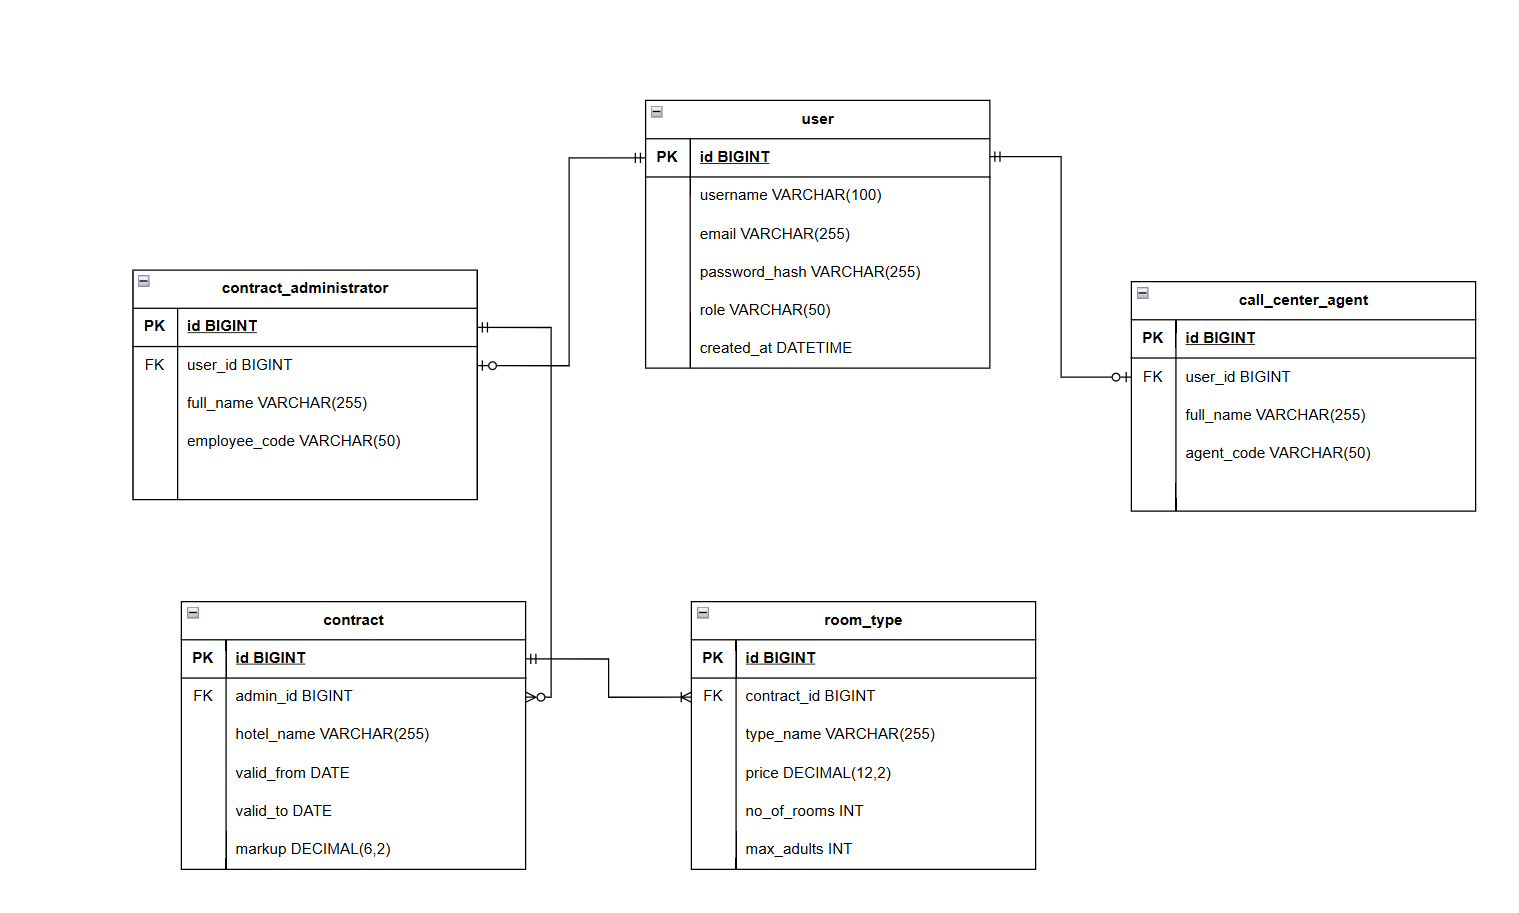 user
PK id BIGINT
username VARCHAR(100)
email VARCHAR(255)
password_hash VARCHAR(255)
role VARCHAR(50)
created_at DATETIME
contract_administrator
PK id BIGINT
FK user_id BIGINT
full_name VARCHAR(255)
employee_code VARCHAR(50)
call_center_agent
PK id BIGINT
FK user_id BIGINT
full_name VARCHAR(255)
agent_code VARCHAR(50)
contract
PK id BIGINT
FK admin_id BIGINT
hotel_name VARCHAR(255)
valid_from DATE
valid_to DATE
markup DECIMAL(6,2)
room_type
PK id BIGINT
FK contract_id BIGINT
type_name VARCHAR(255)
price DECIMAL(12,2)
no_of_rooms INT
max_adults INT